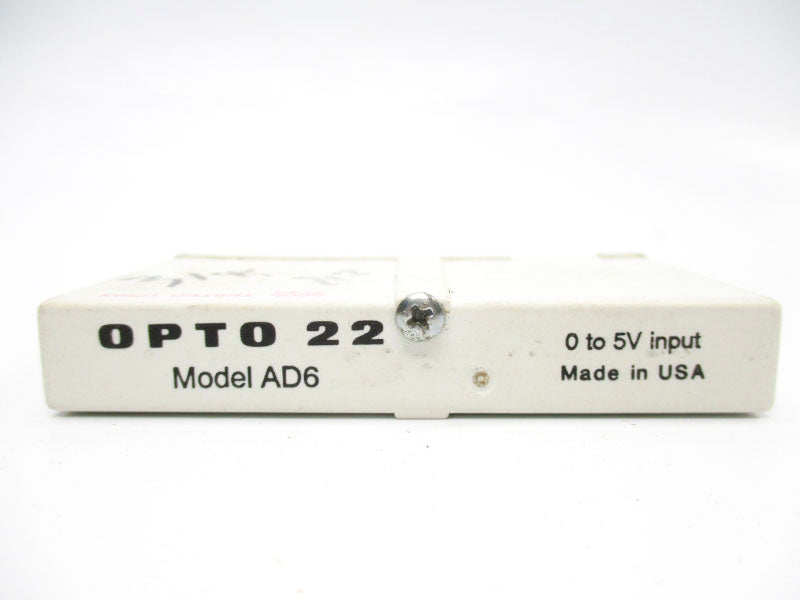 OPTO 22
Model AD6
0 to 5V input
Made in USA